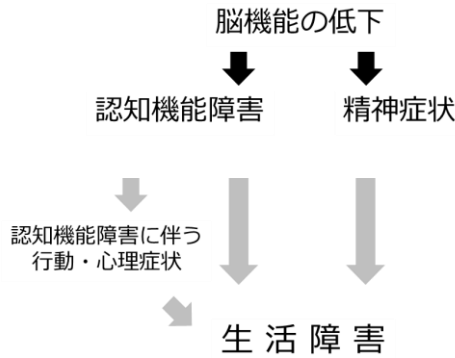 脳機能の低下
認知機能障害
精神症状
認知機能障害に伴う
行動・心理症状
生 活 障 害